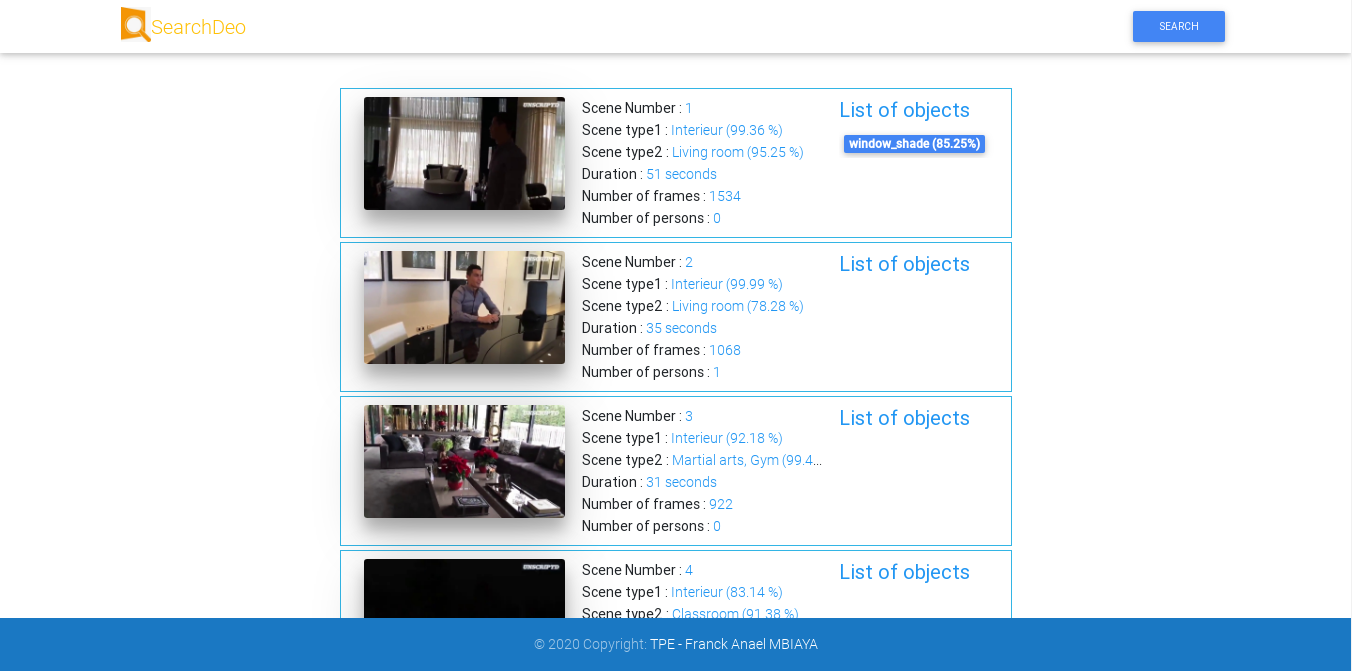 SearchDeo
SEARCH
UNSCRIPTD
Scene Number : 1
Scene type1 : Interieur (99.36 %)
Scene type2 : Living room (95.25 %)
Duration : 51 seconds
Number of frames : 1534
Number of persons : 0
List of objects
window_shade (85.25%)
Scene Number : 2
Scene type1 : Interieur (99.99 %)
Scene type2 : Living room (78.28 %)
Duration : 35 seconds
Number of frames : 1068
Number of persons : 1
List of objects
Scene Number : 3
Scene type1 : Interieur (92.18 %)
Scene type2 : Martial arts, Gym (99.4...
Duration : 31 seconds
Number of frames : 922
Number of persons : 0
List of objects
UNSCRIPTD
Scene Number : 4
Scene type1 : Interieur (83.14 %)
Scene type2 : Classroom (91.38 %)
List of objects
© 2020 Copyright: TPE - Franck Anael MBIAYA